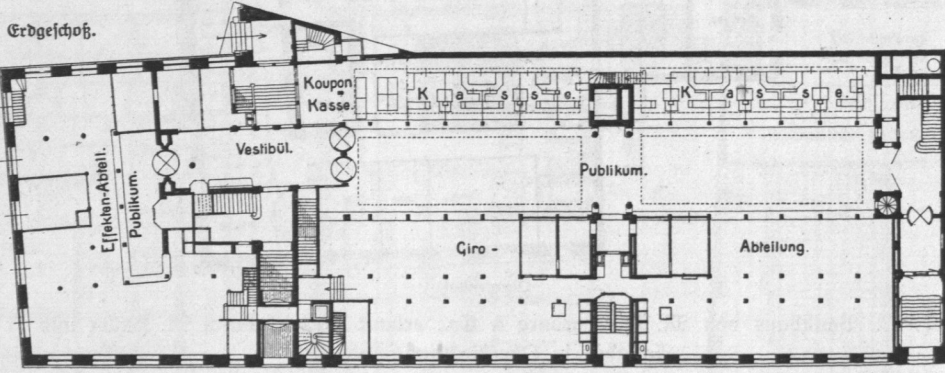 Erdgeschoß.
Koupon
Kasse.
K a s s e.
K a s s e.
Vestibül.
Publikum.
Effekten-Abteil.
Publikum.
Giro-
Abteilung.